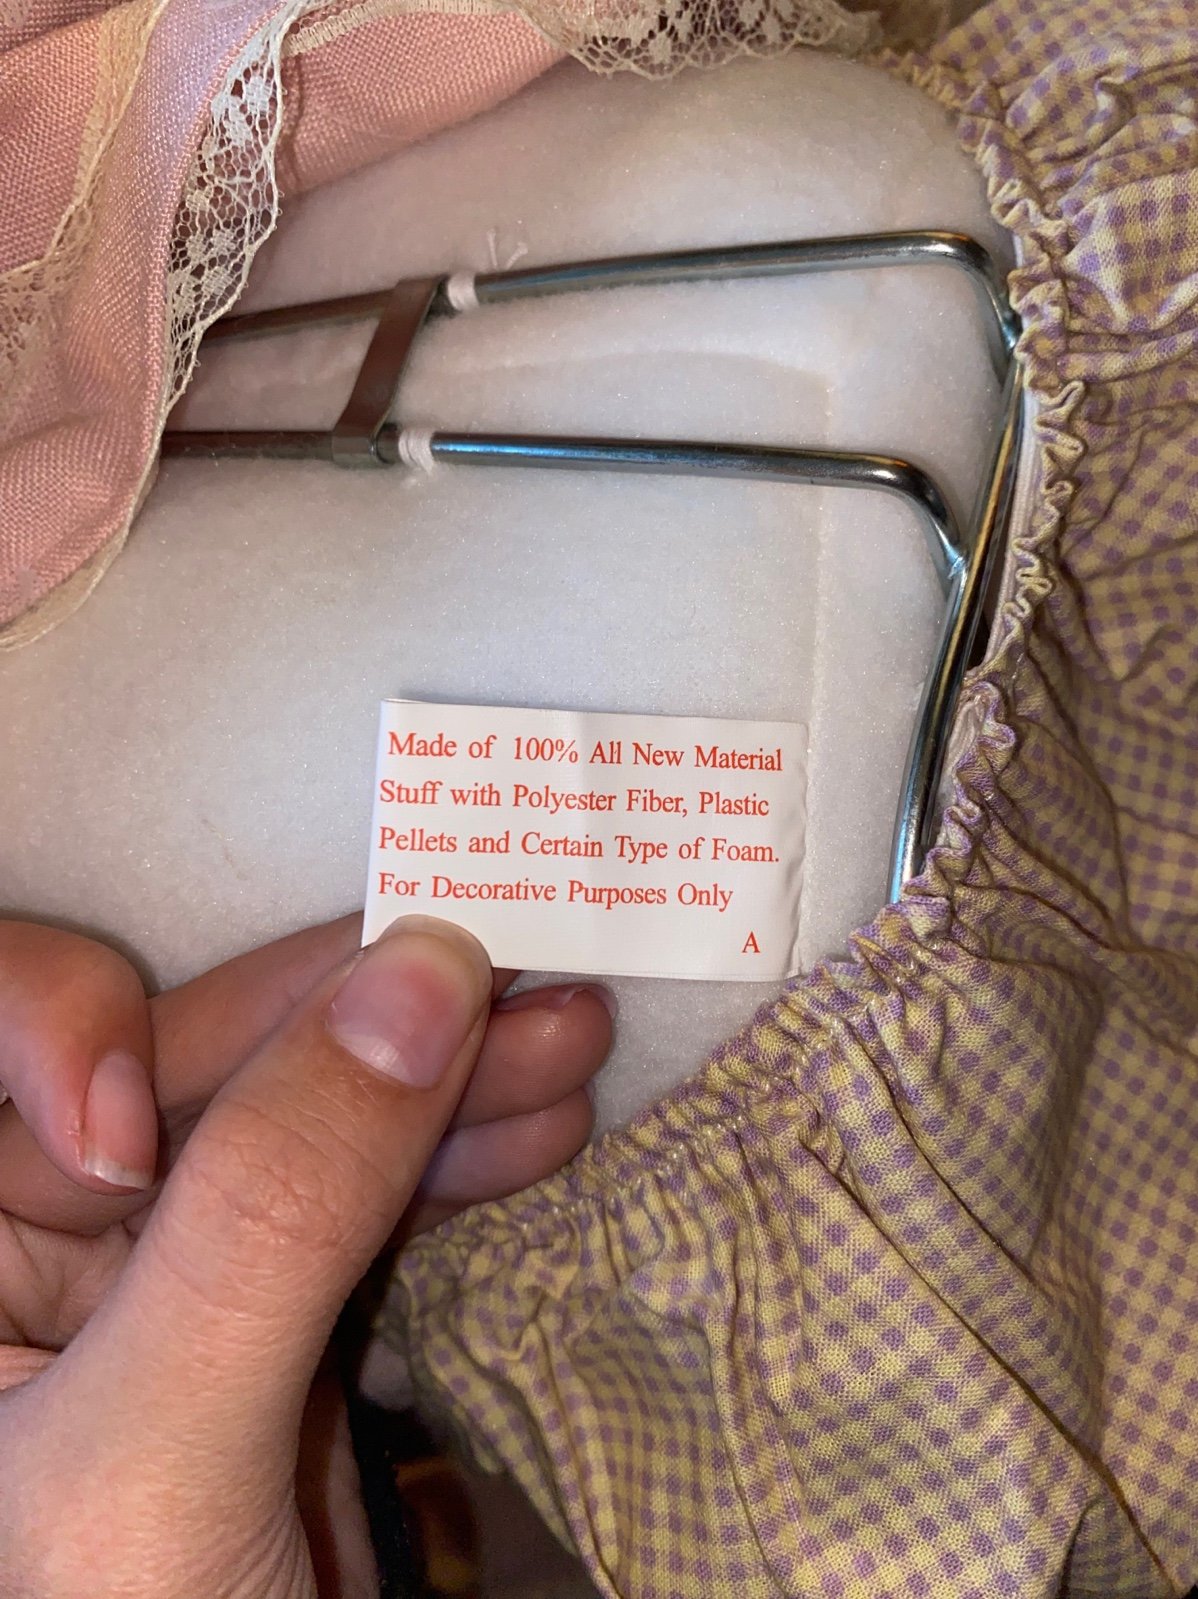 Made of 100% All New Material
Stuff with Polyester Fiber, Plastic
Pellets and Certain Type of Foam.
For Decorative Purposes Only
A